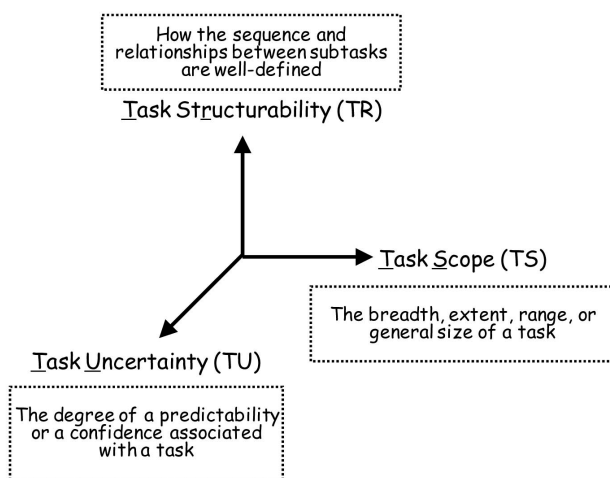 How the sequence and
relationships between subtasks
are well-defined
Task Structurability (TR)
Task Scope (TS)
The breadth, extent, range, or
general size of a task
Task Uncertainty (TU)
The degree of a predictability
or a confidence associated
with a task